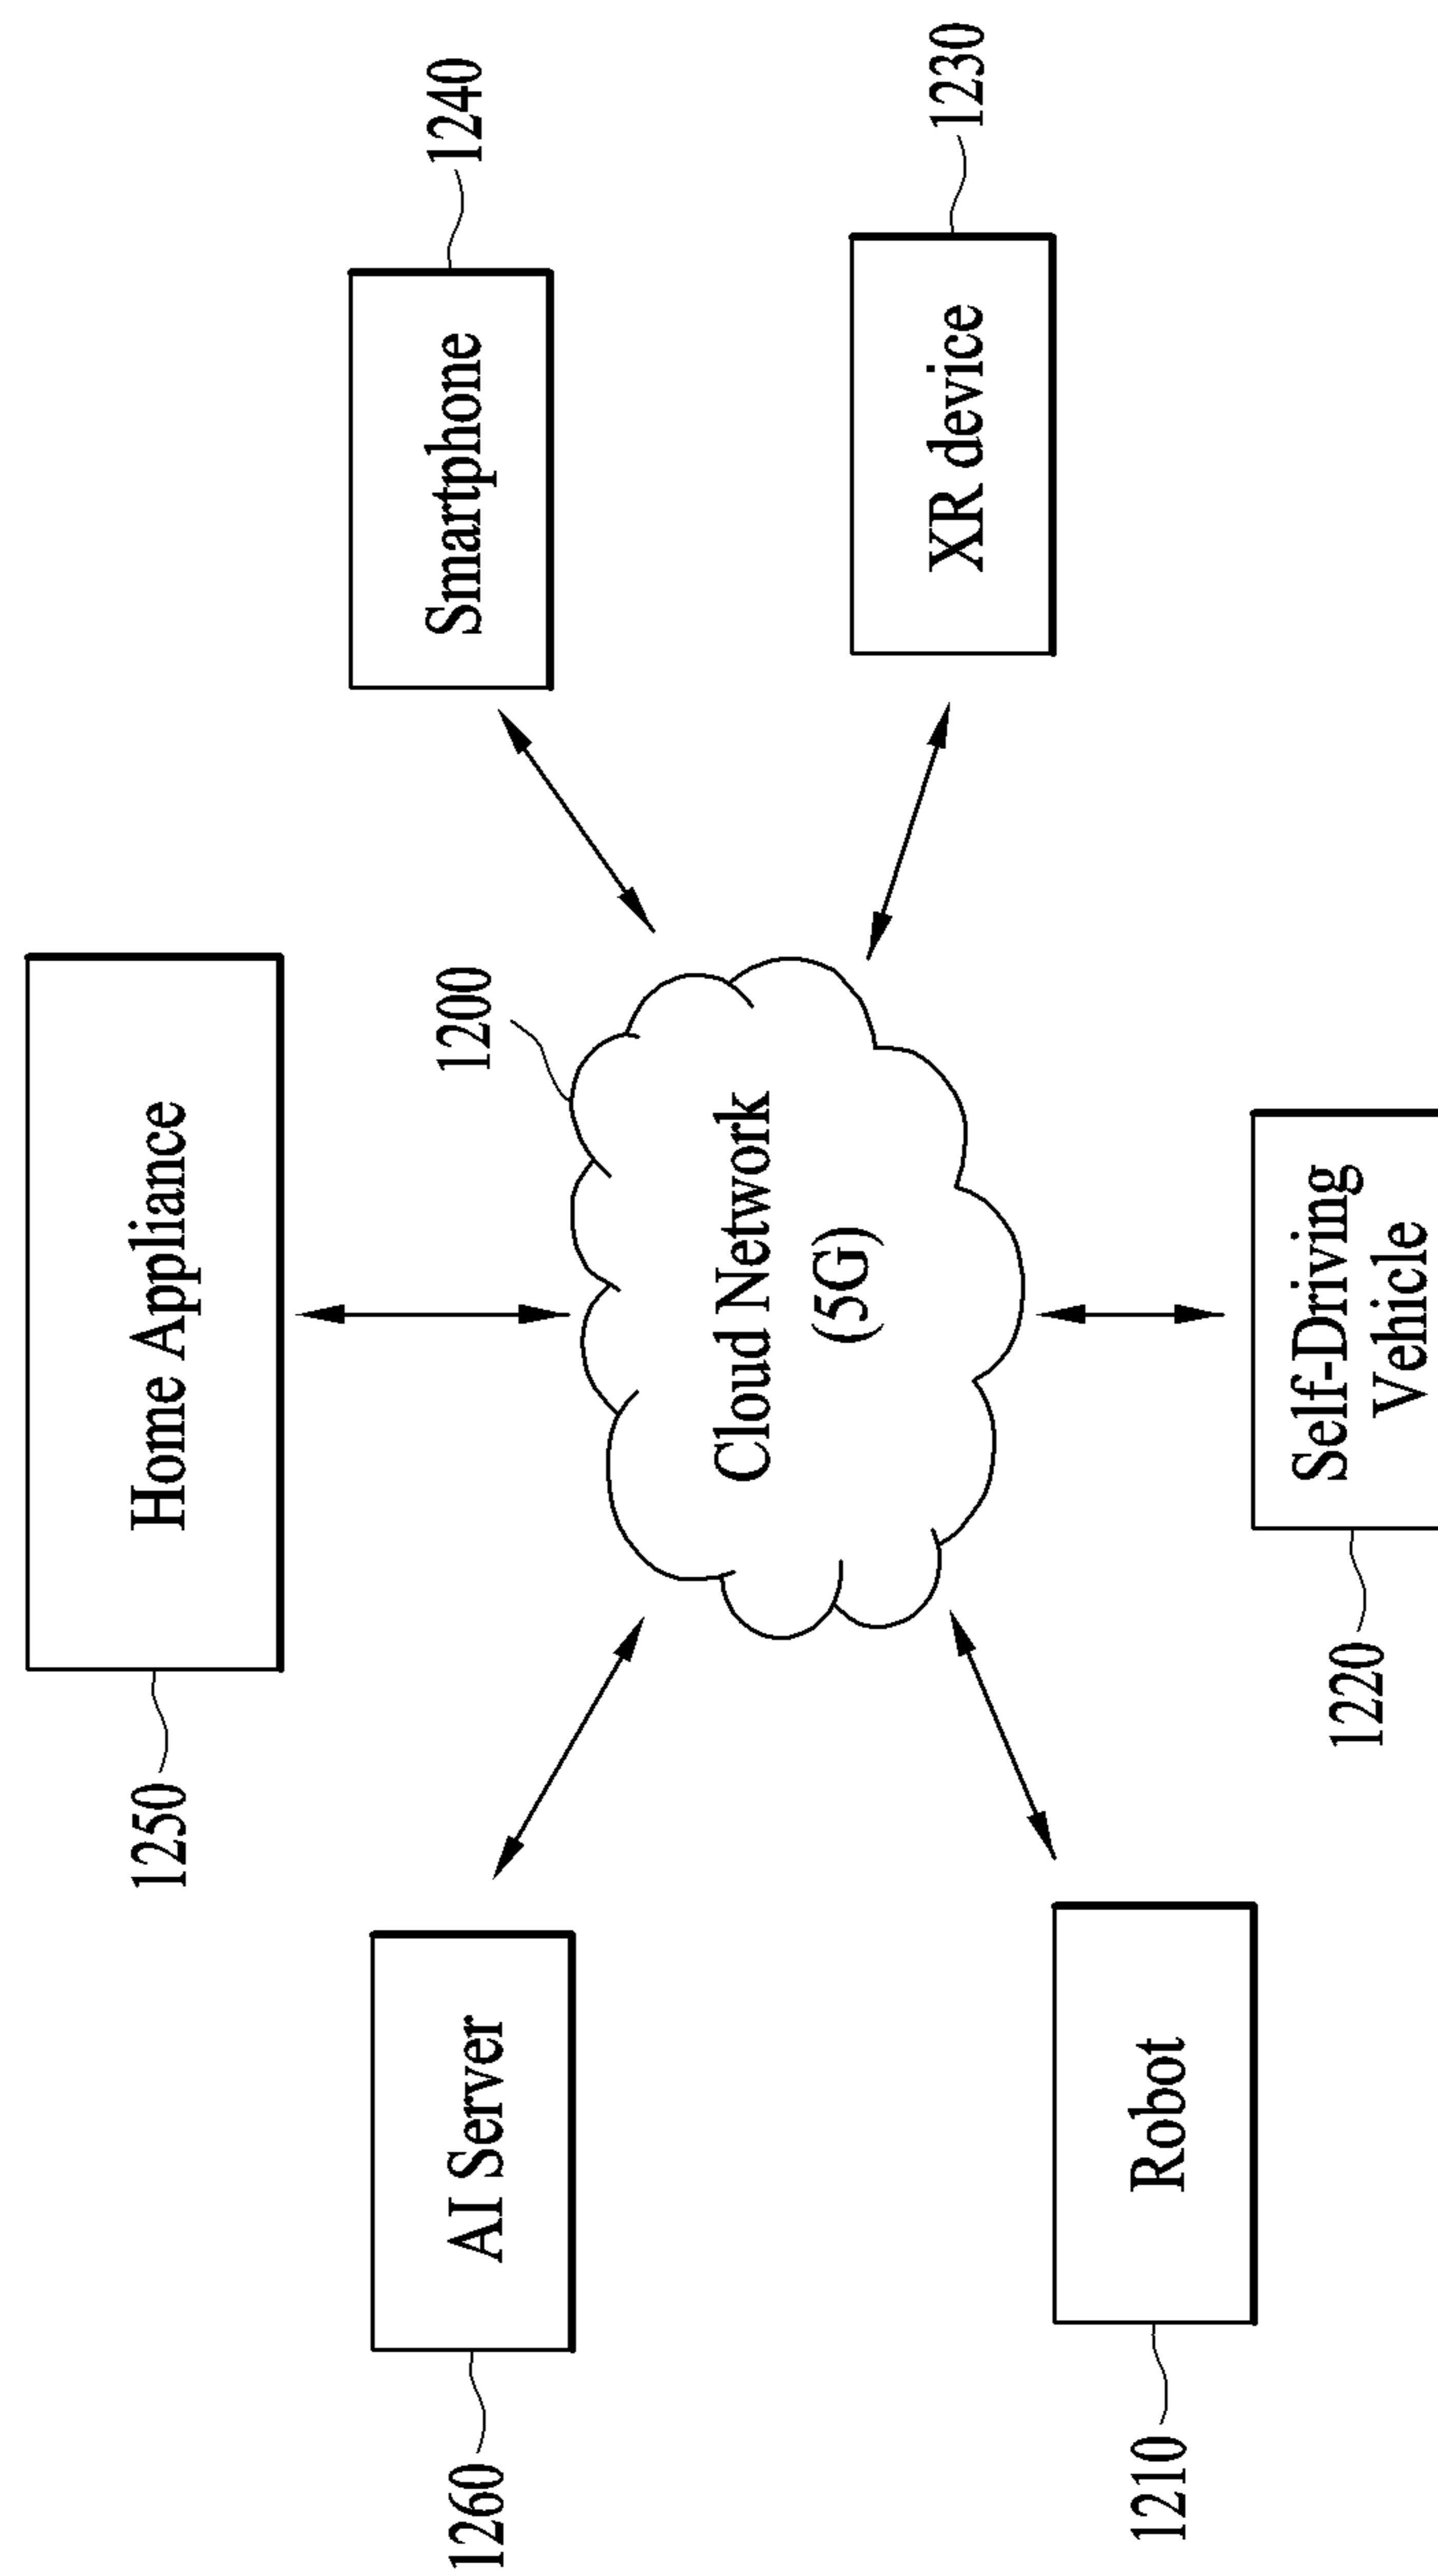 1250
Home Appliance
1260
AI Server
1200
Smartphone
1240
Cloud Network
(5G)
XR device
1230
1210
Robot
1220
Self-Driving
Vehicle